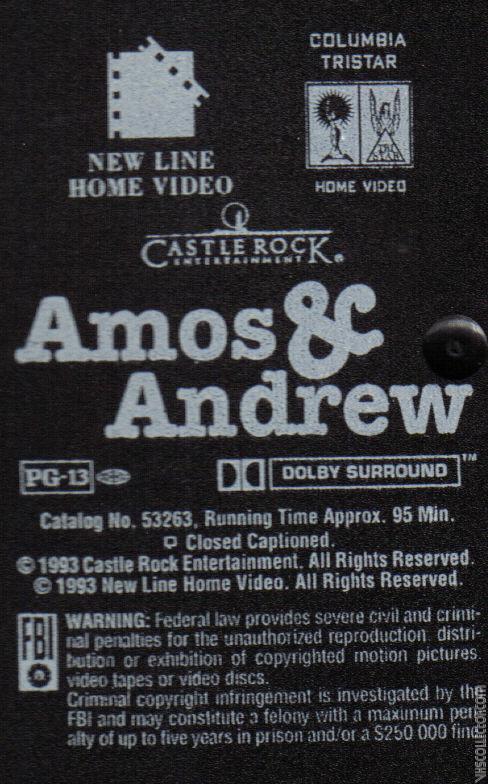 COLUMBIA
TRISTAR
NEW LINE
HOME VIDEO
HOME VIDEO
CASTLE ROCK
ENTERTAINMENT®
Amos &
Andrew
PG-13 DOLBY SURROUND™
Catalog No. 53263, Running Time Approx. 95 Min.
Closed Captioned.
© 1993 Castle Rock Entertainment. All Rights Reserved.
© 1993 New Line Home Video. All Rights Reserved.
FBI
WARNING: Federal law provides severe civil and crimi-
nal penalties for the unauthorized reproduction, distri-
bution or exhibition of copyrighted motion pictures,
video tapes or video discs.
Criminal copyright infringement is investigated by the
FBI and may constitute a felony with a maximum pen-
alty of up to five years in prison and/or a $250 000 fine
VHSCOLLECTOR.COM